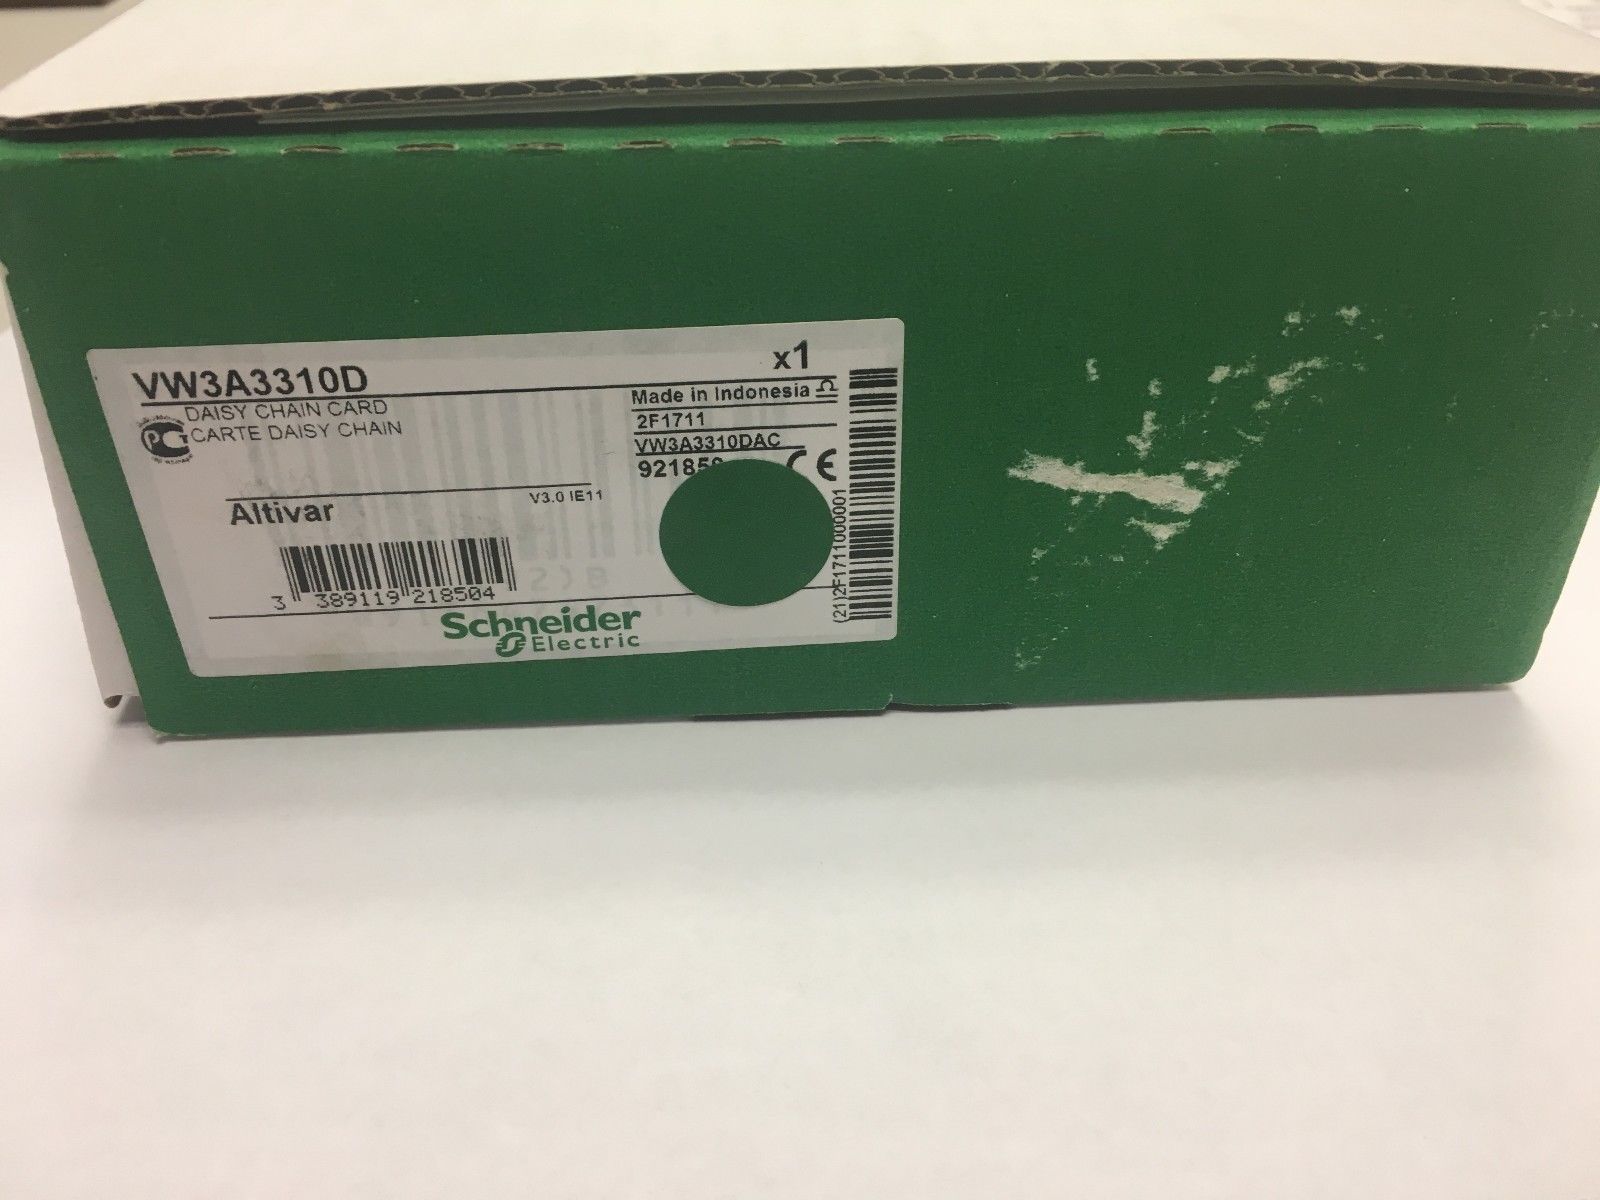 VW3A3310D
x1
DAISY CHAIN CARD
CARTE DAISY CHAIN
Made in Indonesia
2F1711
VW3A3310DAC
CE
V3.0 IE11
Altivar
3 389119 218504
(21)2F1711000001
Schneider
Electric